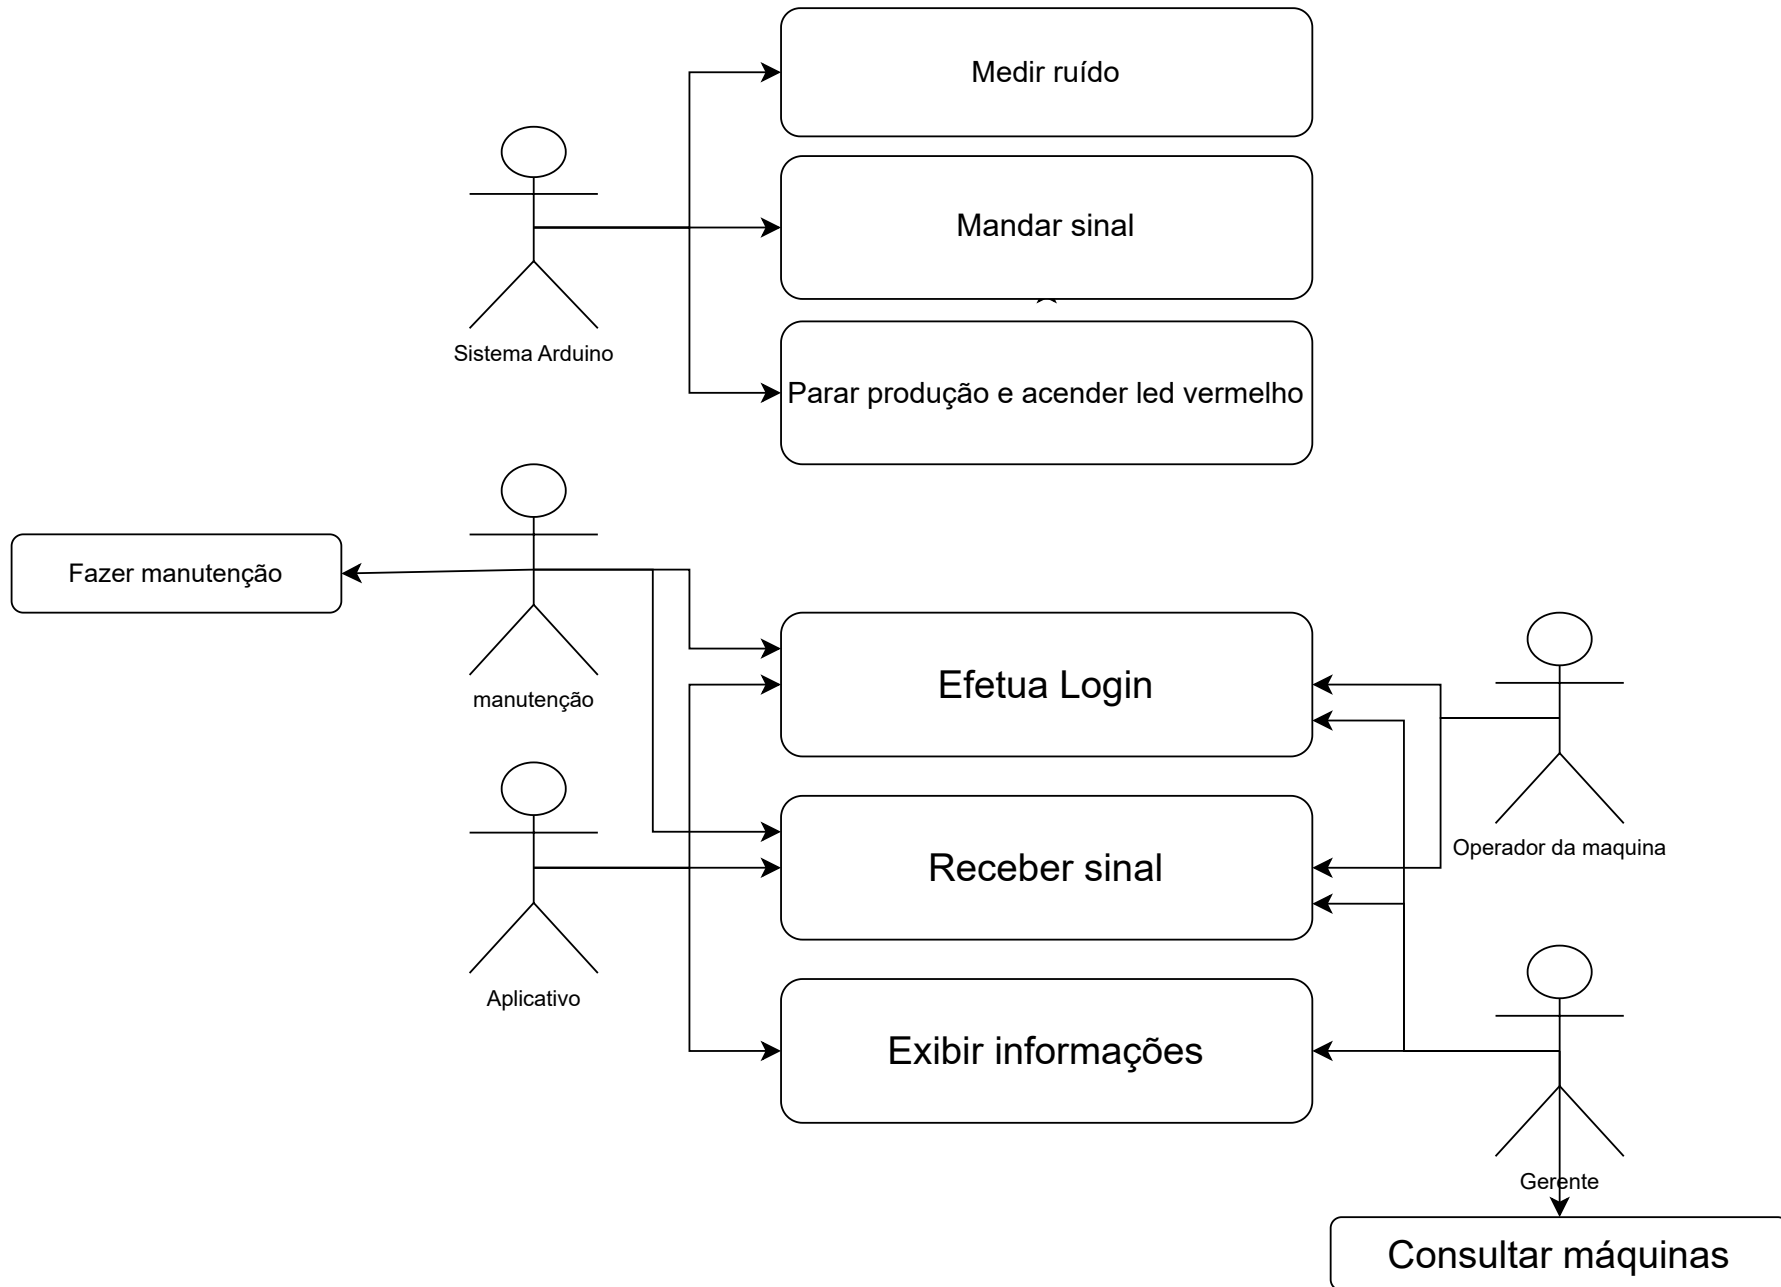 Medir ruído
Mandar sinal
Sistema Arduino
Parar produção e acender led vermelho
Fazer manutenção
manutenção
Efetua Login
Operador da maquina
Receber sinal
Aplicativo
Exibir informações
Gerente
Consultar máquinas